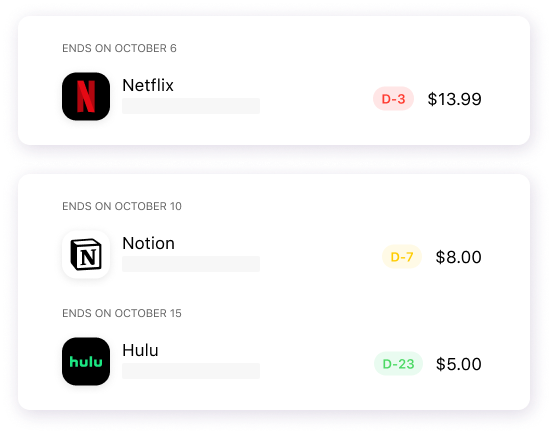 ENDS ON OCTOBER 6
N
Netflix
D-3
$13.99
ENDS ON OCTOBER 10
N
Notion
D-7
$8.00
ENDS ON OCTOBER 15
hulu
Hulu
D-23
$5.00